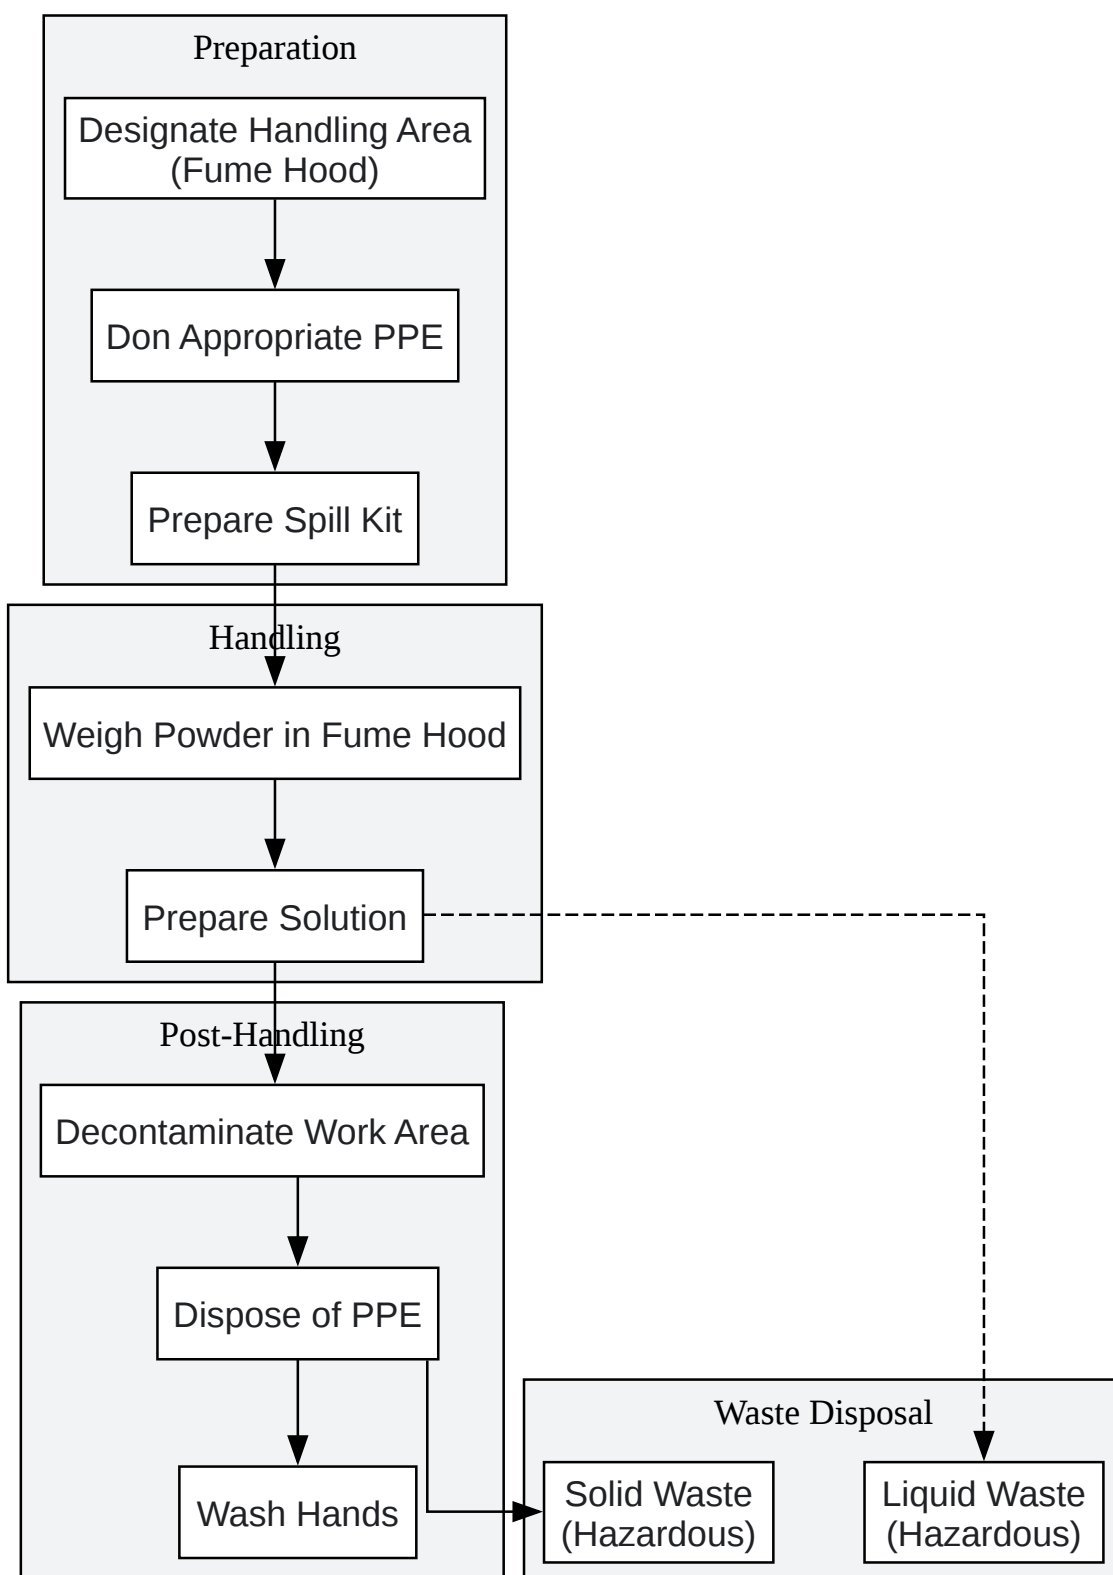 Preparation
Designate Handling Area
(Fume Hood)
Don Appropriate PPE
Prepare Spill Kit
Handling
Weigh Powder in Fume Hood
Prepare Solution
Post-Handling
Decontaminate Work Area
Dispose of PPE
Wash Hands
Waste Disposal
Solid Waste
(Hazardous)
Liquid Waste
(Hazardous)